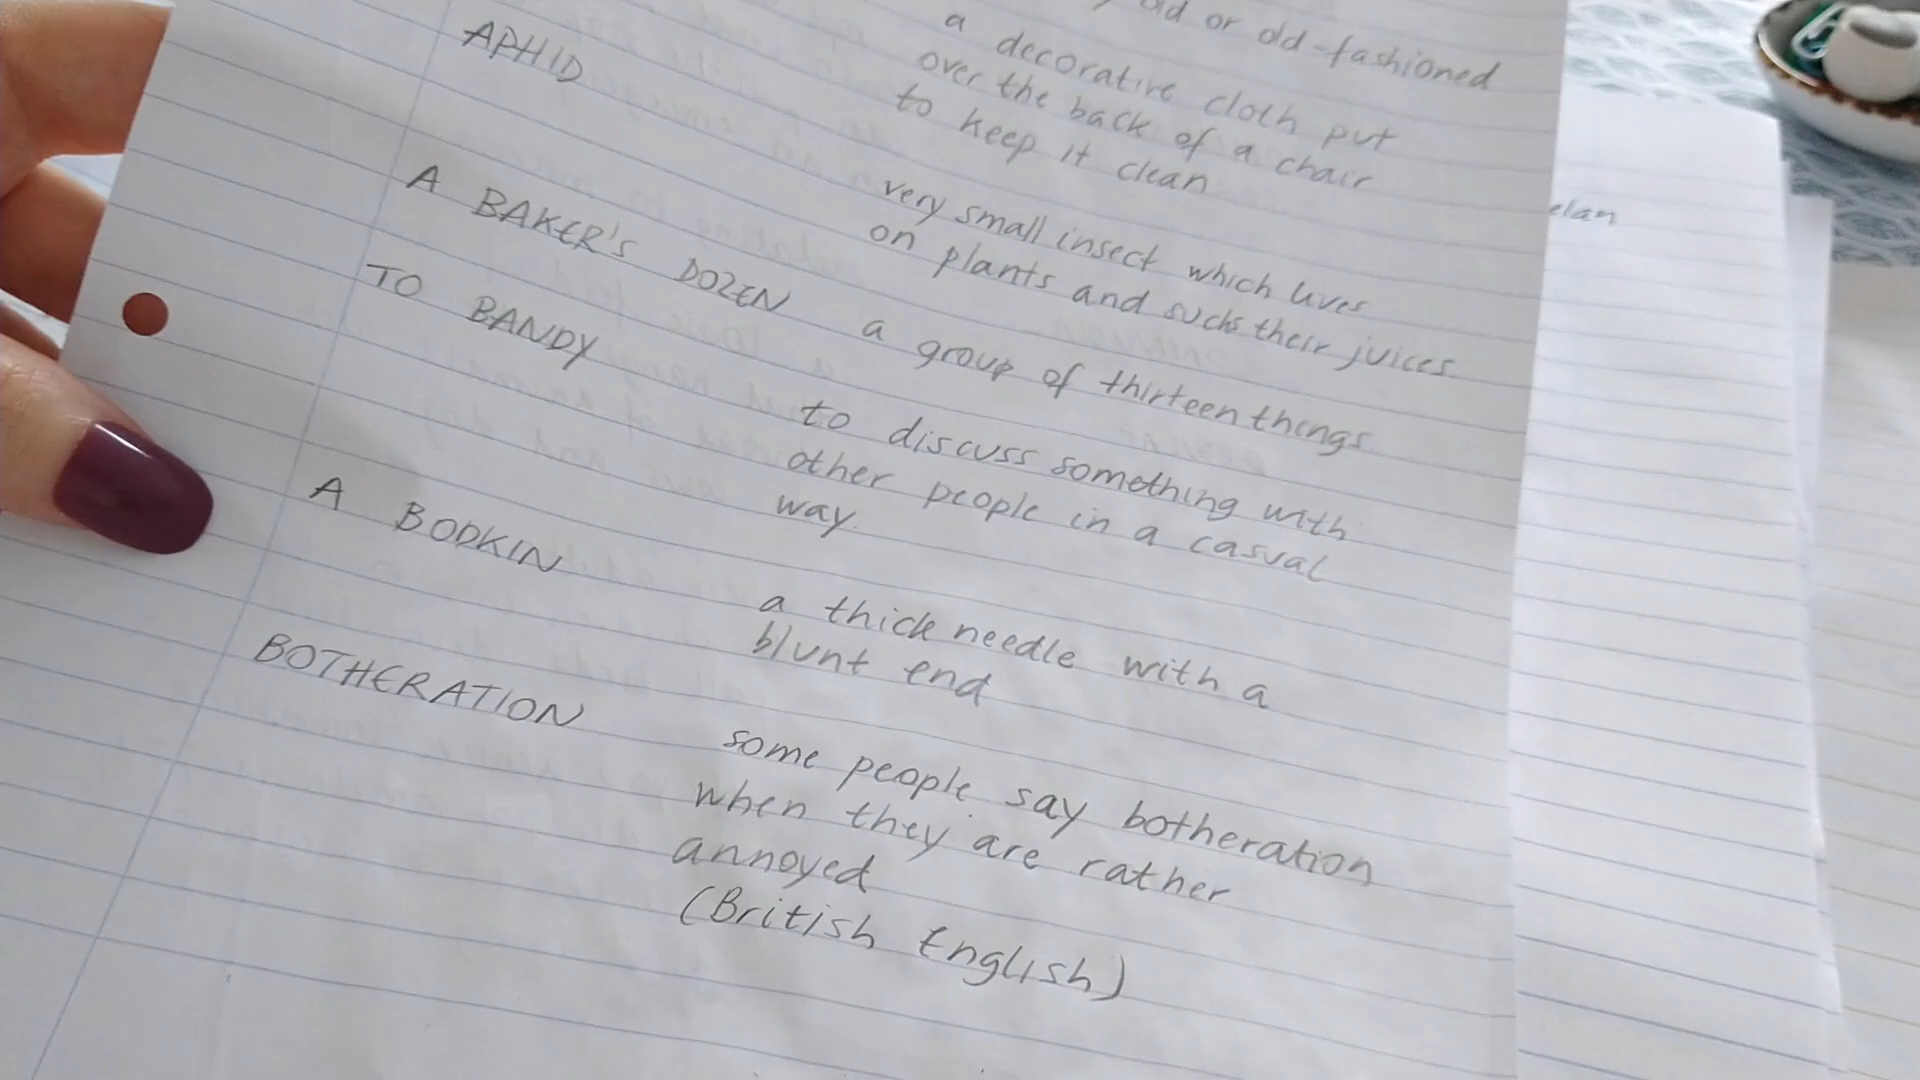 old or old-fashioned
a decorative cloth put
over the back of a chair
to keep it clean
APHID
very small insect which lives
on plants and sucks their juices
A BAKER'S DOZEN a group of thirteen things
TO BANDY
to discuss something with
other people in a casual
way.
A BODKIN
a thick needle with a
blunt end
BOTHERATION
some people say botheration
when they are rather
annoyed
(British English)
elan